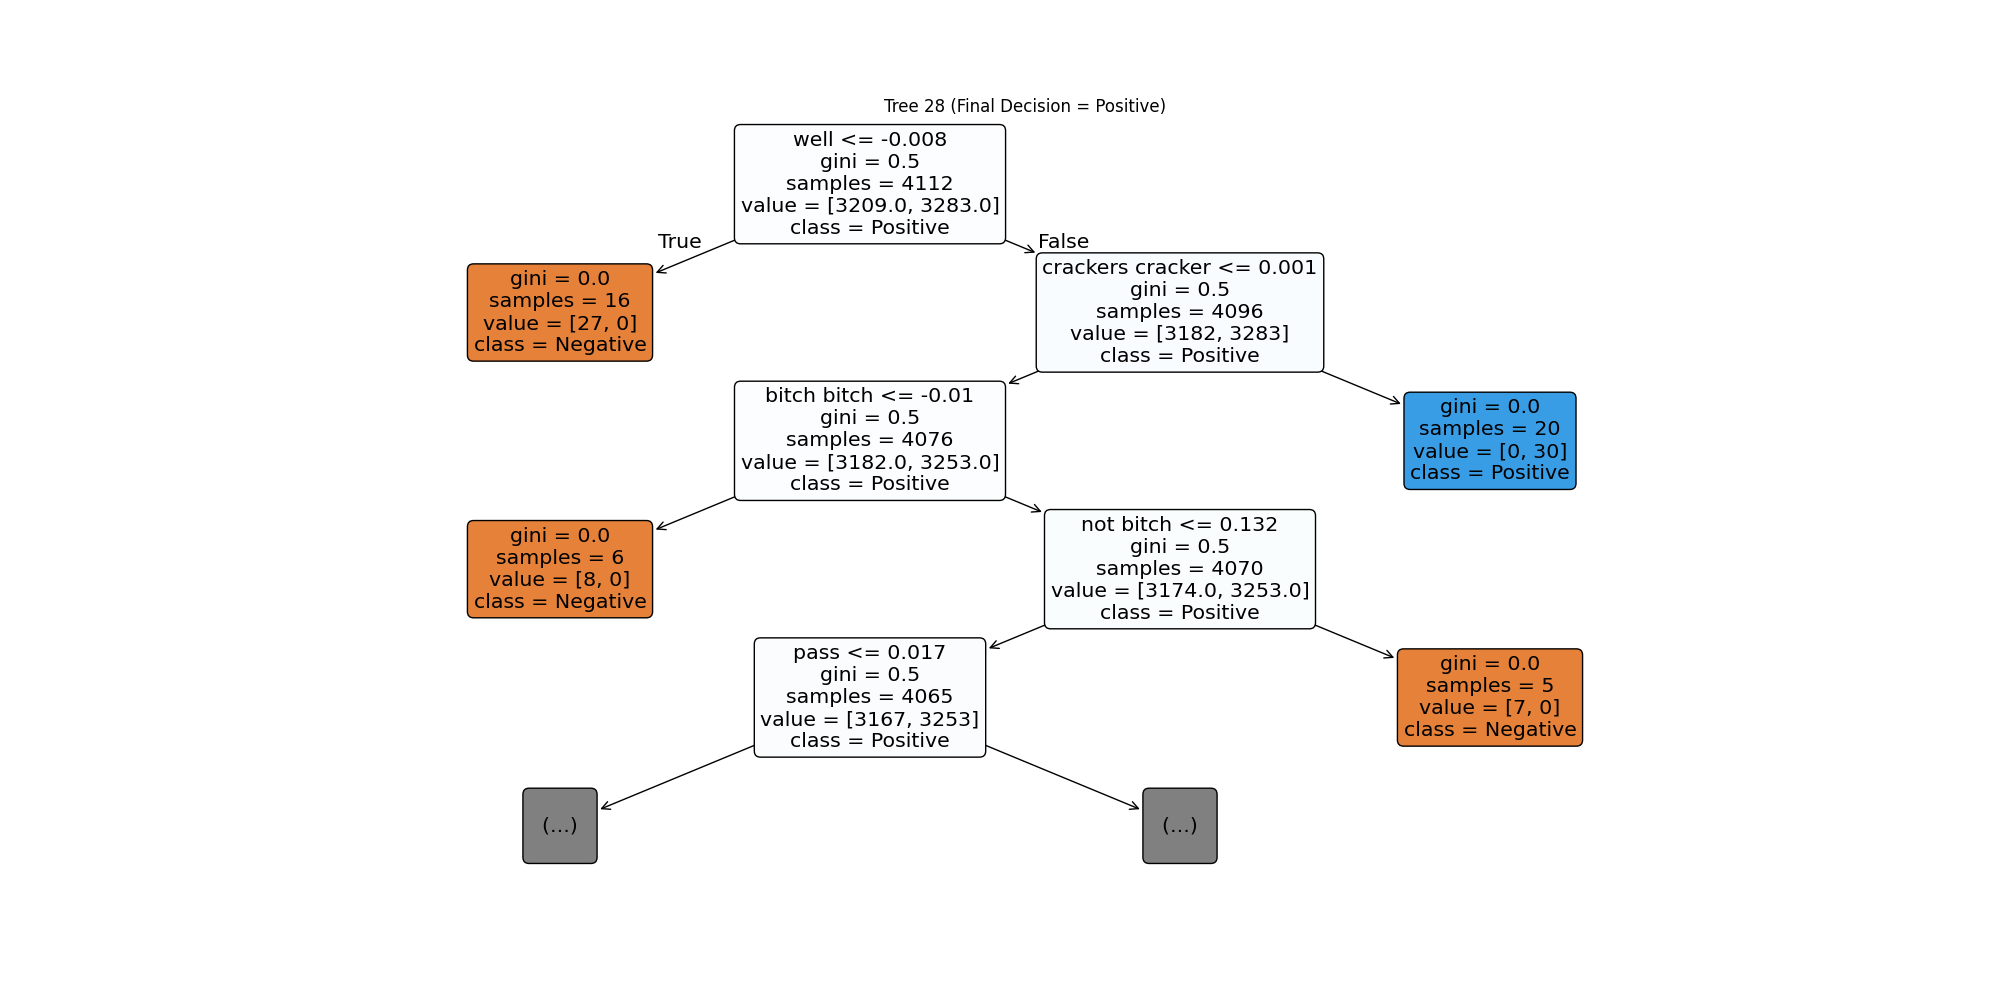 Tree 28 (Final Decision = Positive)
well <= -0.008
gini = 0.5
samples = 4112
value = [3209.0, 3283.0]
class = Positive
True
False
gini = 0.0
samples = 16
value = [27, 0]
class = Negative
crackers cracker <= 0.001
gini = 0.5
samples = 4096
value = [3182, 3283]
class = Positive
bitch bitch <= -0.01
gini = 0.5
samples = 4076
value = [3182.0, 3253.0]
class = Positive
gini = 0.0
samples = 20
value = [0, 30]
class = Positive
gini = 0.0
samples = 6
value = [8, 0]
class = Negative
not bitch <= 0.132
gini = 0.5
samples = 4070
value = [3174.0, 3253.0]
class = Positive
pass <= 0.017
gini = 0.5
samples = 4065
value = [3167, 3253]
class = Positive
gini = 0.0
samples = 5
value = [7, 0]
class = Negative
(...)
(...)